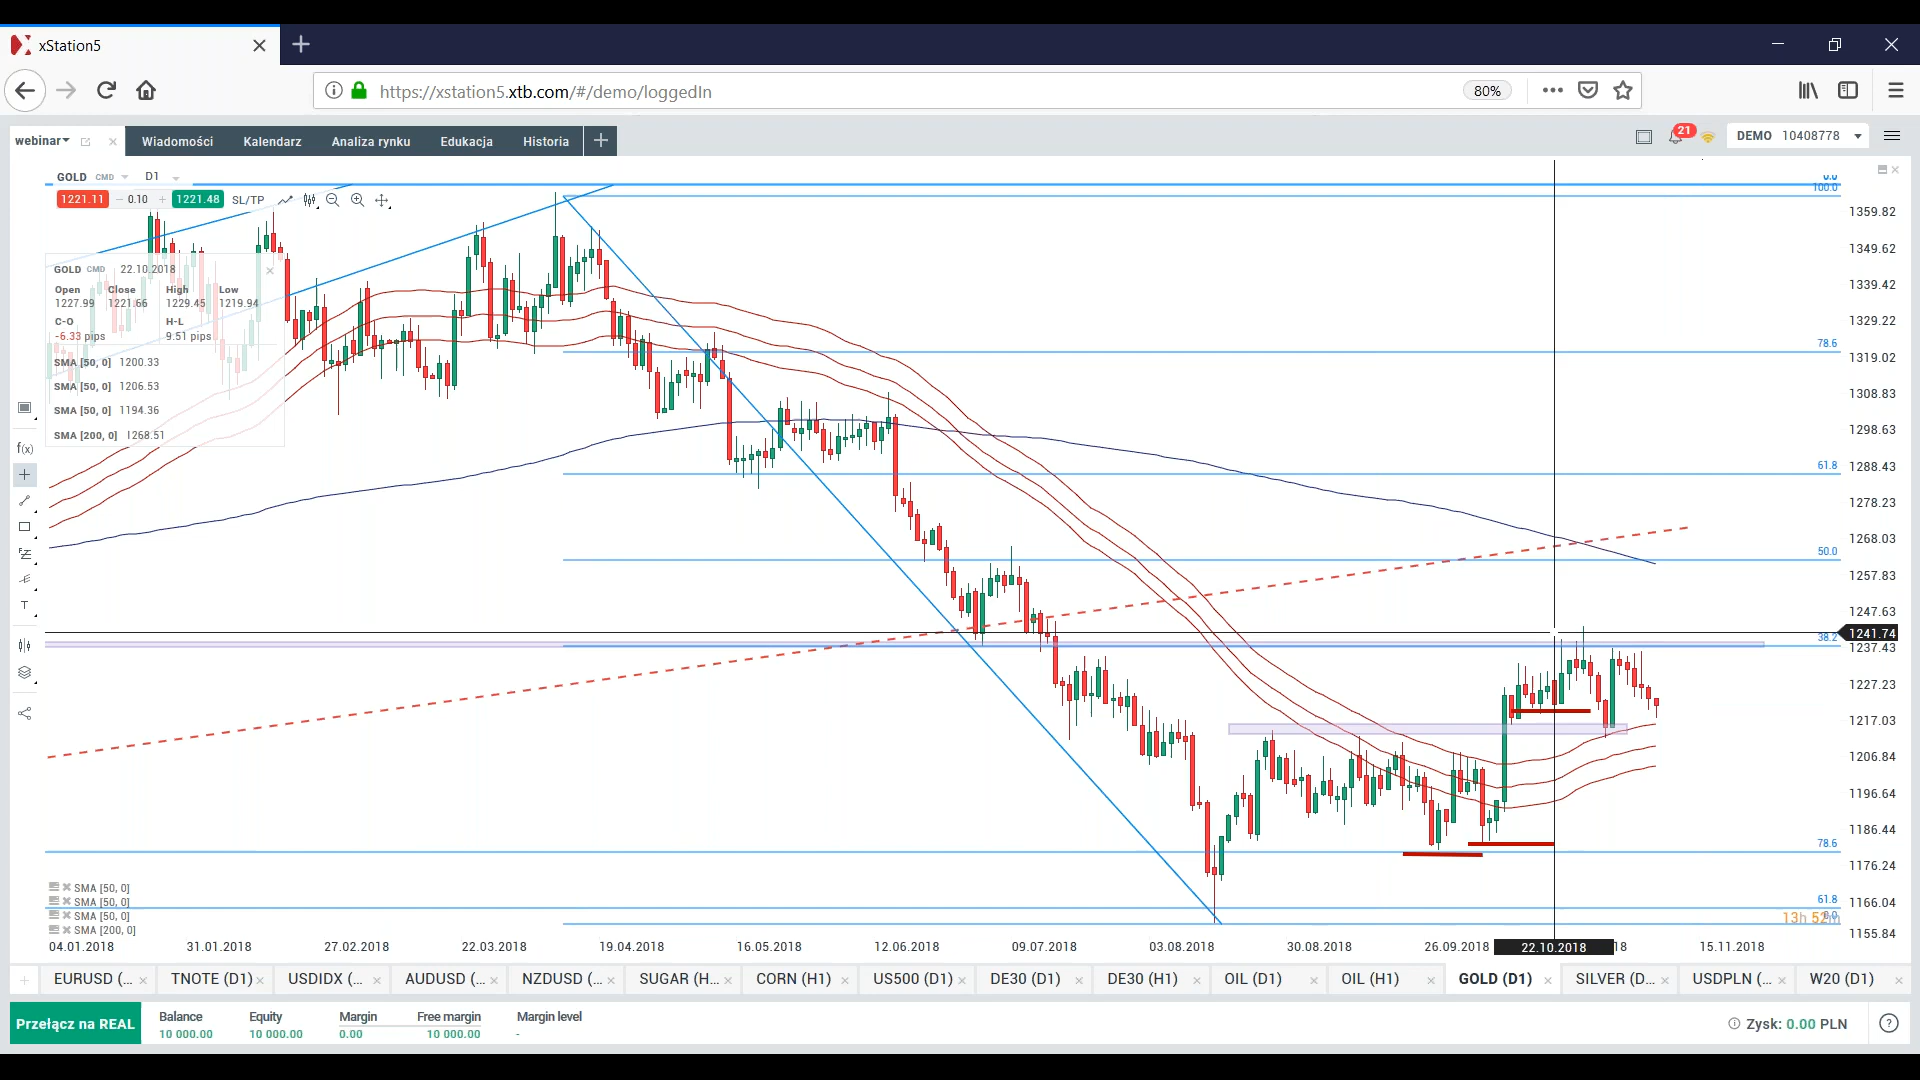 xStation5
https://xstation5.xtb.com/#/demo/loggedIn
80%
webinar
Wiadomości
Kalendarz
Analiza rynku
Edukacja
Historia
21
DEMO 10408778
GOLD CMD D1
1221.11
0.10
1221.48
SL/TP
GOLD CMD 22.10.2018
Open Close High Low
1227.99 1221.66 1229.45 1219.94
C-O H-L
-6.33 pips 9.51 pips
SMA [50, 0] 1200.33
SMA [50, 0] 1206.53
SMA [50, 0] 1194.36
SMA [200, 0] 1268.51
f(x)
T
0.0
100.0
78.6
61.8
50.0
38.2
78.6
61.8
0.0
1359.82
1349.62
1339.42
1329.22
1319.02
1308.83
1298.63
1288.43
1278.23
1268.03
1257.83
1247.63
1241.74
1237.43
1227.23
1217.03
1206.84
1196.64
1186.44
1176.24
1166.04
1155.84
SMA [50, 0]
SMA [50, 0]
SMA [50, 0]
SMA [200, 0]
04.01.2018
31.01.2018
27.02.2018
22.03.2018
19.04.2018
16.05.2018
12.06.2018
09.07.2018
03.08.2018
30.08.2018
26.09.2018
22.10.2018
15.11.2018
EURUSD (...
TNOTE (D1)
USDIDX (...
AUDUSD (...
NZDUSD (...
SUGAR (H...
CORN (H1)
US500 (D1)
DE30 (D1)
DE30 (H1)
OIL (D1)
OIL (H1)
GOLD (D1)
SILVER (D...
USDPLN (...
W20 (D1)
Przełącz na REAL
Balance
10 000.00
Equity
10 000.00
Margin
0.00
Free margin
10 000.00
Margin level
-
Zysk: 0.00 PLN